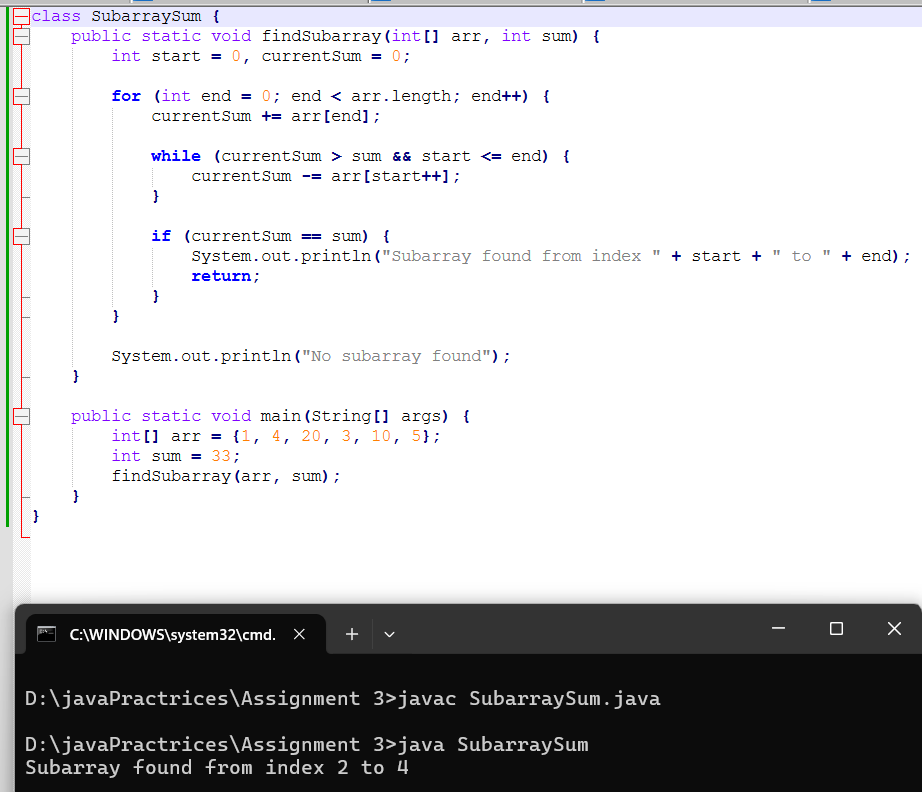 class SubarraySum {
    public static void findSubarray(int[] arr, int sum) {
        int start = 0, currentSum = 0;
        for (int end = 0; end < arr.length; end++) {
            currentSum += arr[end];
            while (currentSum > sum && start <= end) {
                currentSum -= arr[start++];
            }
            if (currentSum == sum) {
                System.out.println("Subarray found from index " + start + " to " + end);
                return;
            }
        }
        System.out.println("No subarray found");
    }
    public static void main(String[] args) {
        int[] arr = {1, 4, 20, 3, 10, 5};
        int sum = 33;
        findSubarray(arr, sum);
    }
}
C:\WINDOWS\system32\cmd.
D:\javaPractrices\Assignment 3>javac SubarraySum.java
D:\javaPractrices\Assignment 3>java SubarraySum
Subarray found from index 2 to 4